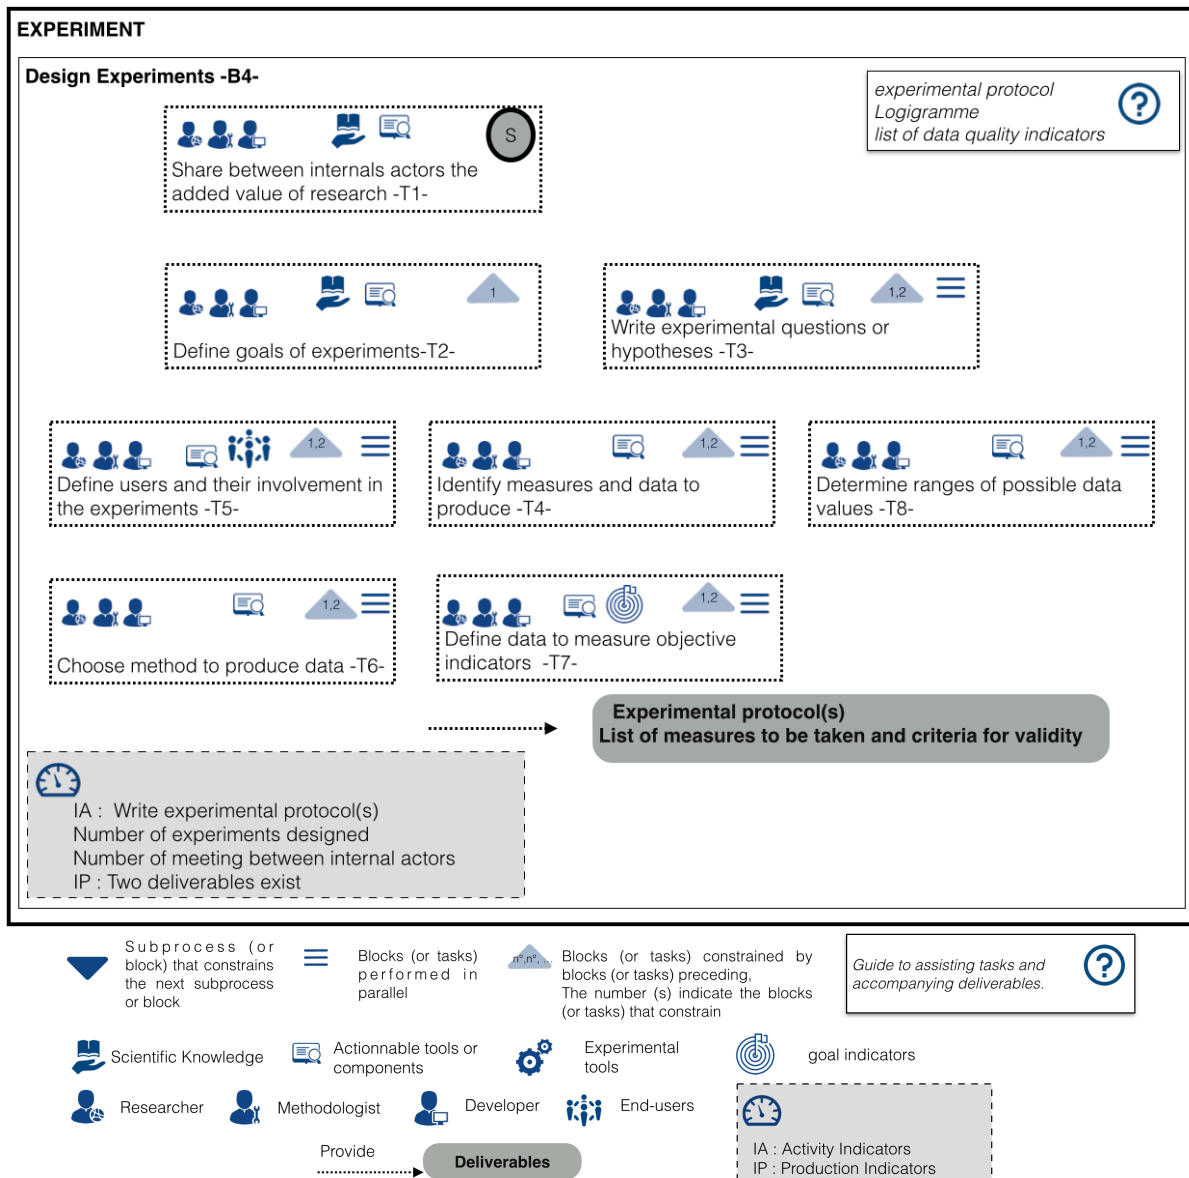 EXPERIMENT
Design Experiments -B4-
experimental protocol
Logigramme
list of data quality indicators
S
Share between internals actors the
added value of research -T1-
1
Define goals of experiments-T2-
1,2
Write experimental questions or
hypotheses -T3-
1,2
Define users and their involvement in
the experiments -T5-
1,2
Identify measures and data to
produce -T4-
1,2
Determine ranges of possible data
values -T8-
1,2
Choose method to produce data -T6-
1,2
Define data to measure objective
indicators -T7-
Experimental protocol(s)
List of measures to be taken and criteria for validity
IA : Write experimental protocol(s)
Number of experiments designed
Number of meeting between internal actors
IP : Two deliverables exist
Subprocess (or
block) that constrains
the next subprocess
or block
Blocks (or tasks)
performed in
parallel
n°,n°, ...
Blocks (or tasks) constrained by
blocks (or tasks) preceding,
The number (s) indicate the blocks
(or tasks) that constrain
Guide to assisting tasks and
accompanying deliverables.
Scientific Knowledge
Actionnable tools or
components
Experimental
tools
goal indicators
Researcher
Methodologist
Developer
End-users
Provide
Deliverables
IA : Activity Indicators
IP : Production Indicators